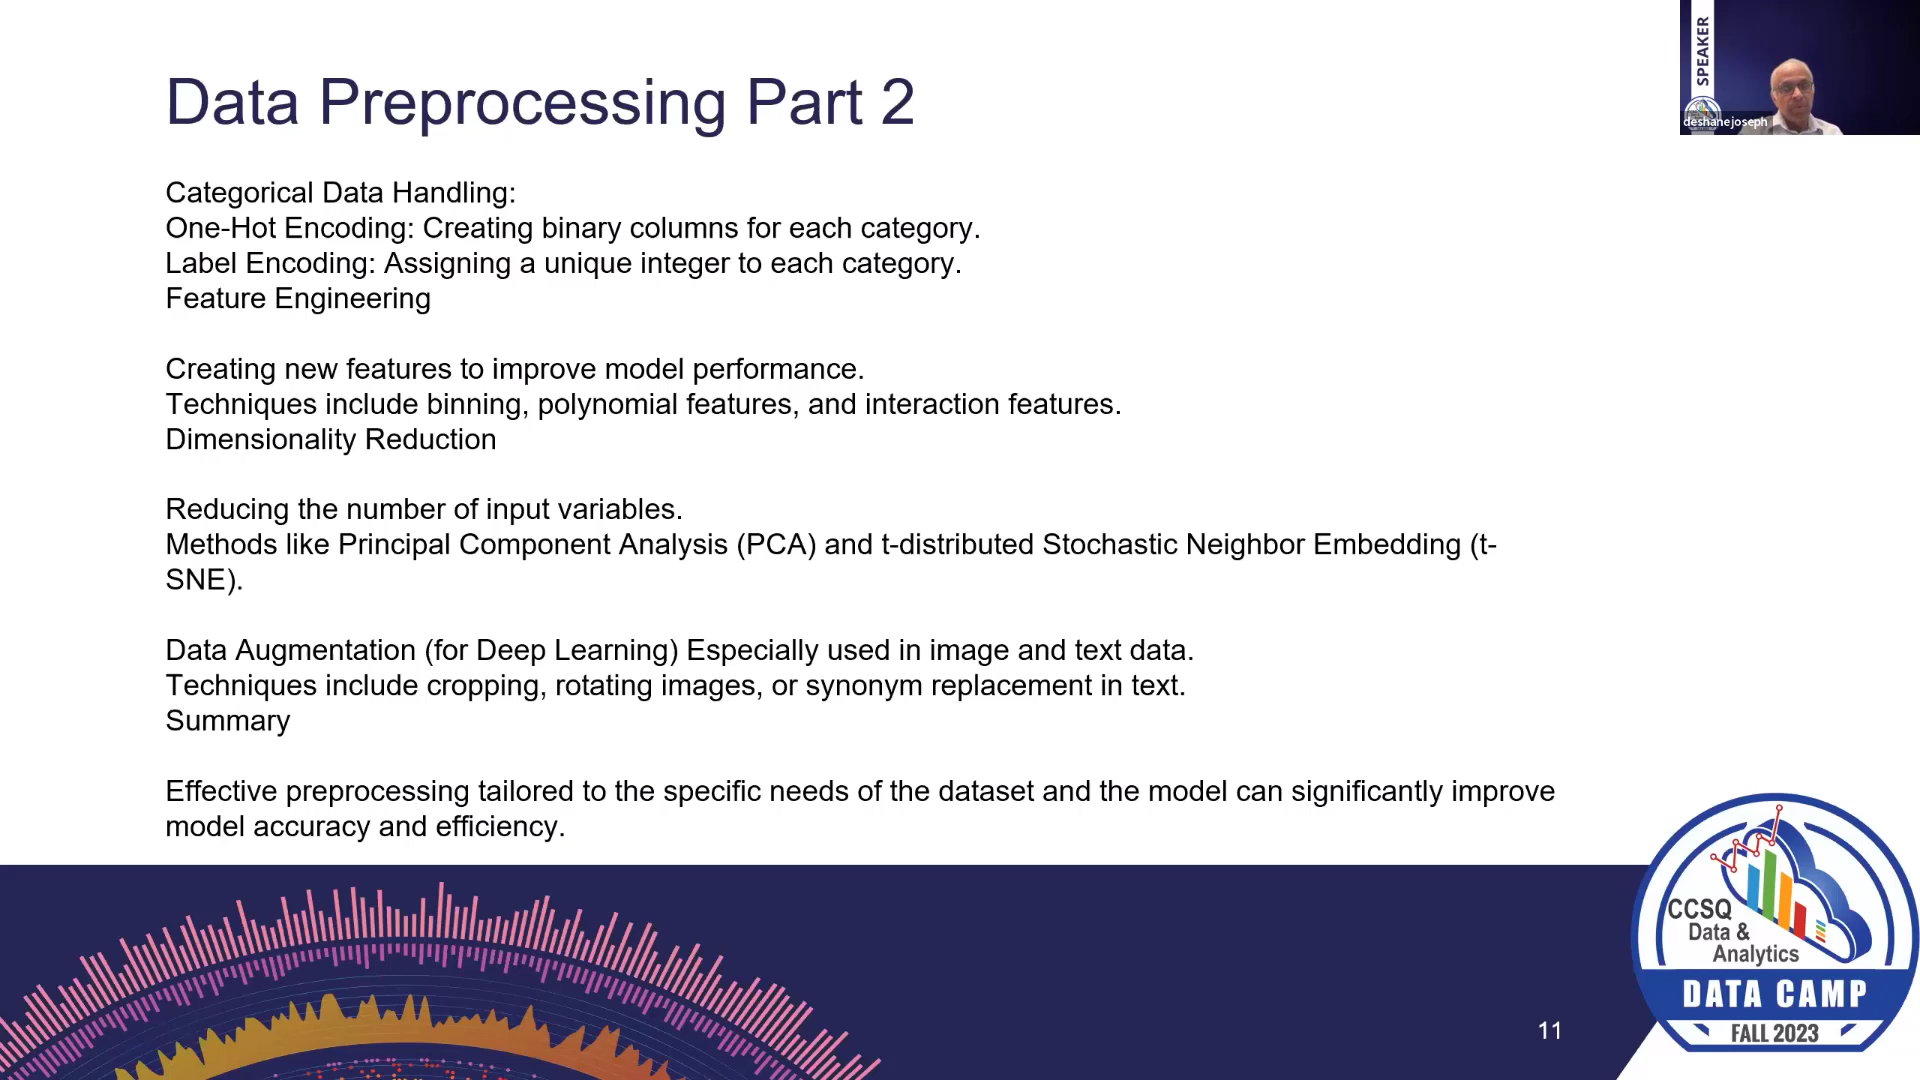 Data Preprocessing Part 2
SPEAKER
deshanejoseph
Categorical Data Handling:
One-Hot Encoding: Creating binary columns for each category.
Label Encoding: Assigning a unique integer to each category.
Feature Engineering
Creating new features to improve model performance.
Techniques include binning, polynomial features, and interaction features.
Dimensionality Reduction
Reducing the number of input variables.
Methods like Principal Component Analysis (PCA) and t-distributed Stochastic Neighbor Embedding (t-
SNE).
Data Augmentation (for Deep Learning) Especially used in image and text data.
Techniques include cropping, rotating images, or synonym replacement in text.
Summary
Effective preprocessing tailored to the specific needs of the dataset and the model can significantly improve
model accuracy and efficiency.
CCSQ
Data &
Analytics
DATA CAMP
FALL 2023
11